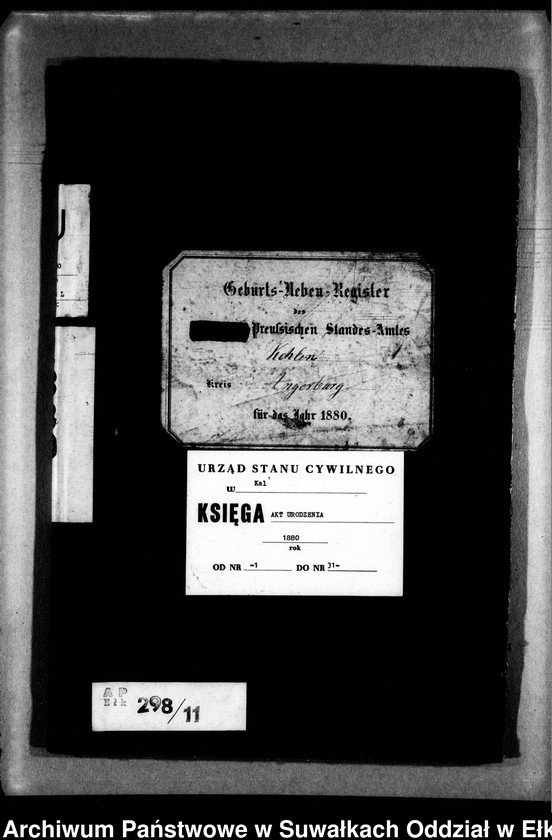 Geburts-Neben-Register
des
Preußischen Standes-Amtes
Kehlen
Kreis Angerburg
für das Jahr 1880.
URZĄD STANU CYWILNEGO
w Kal
KSIĘGA AKT URODZENIA
1880
rok
OD NR -1 DO NR 31-
AP
Ełk 298/11
Archiwum Państwowe w Suwałkach Oddział w Ełk